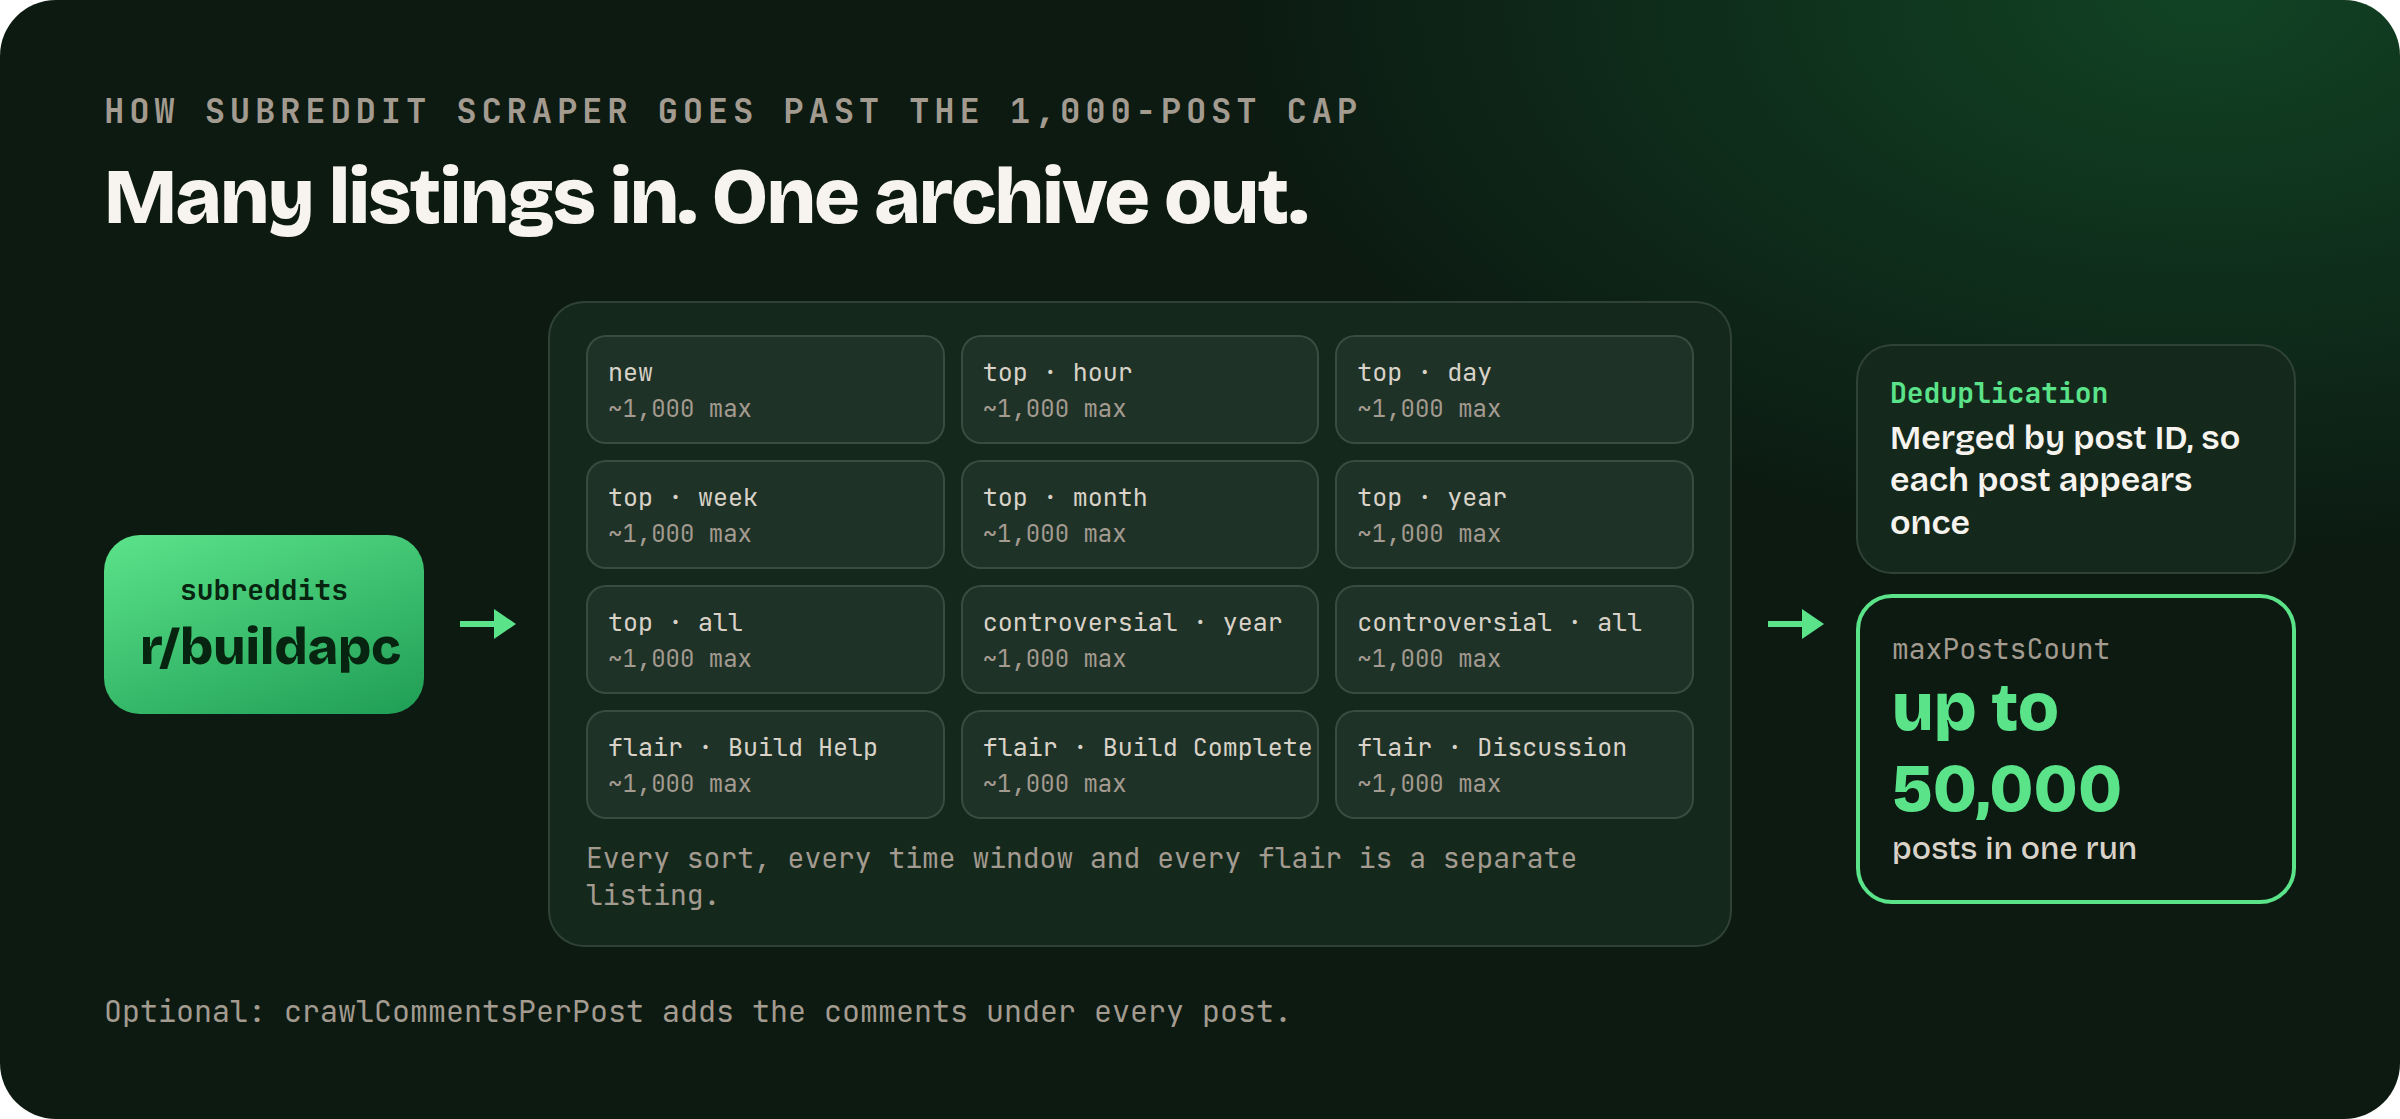 HOW SUBREDDIT SCRAPER GOES PAST THE 1,000-POST CAP
Many listings in. One archive out.
subreddits
r/buildapc
new
~1,000 max
top · hour
~1,000 max
top · day
~1,000 max
top · week
~1,000 max
top · month
~1,000 max
top · year
~1,000 max
top · all
~1,000 max
controversial · year
~1,000 max
controversial · all
~1,000 max
flair · Build Help
~1,000 max
flair · Build Complete
~1,000 max
flair · Discussion
~1,000 max
Every sort, every time window and every flair is a separate
listing.
Deduplication
Merged by post ID, so
each post appears
once
maxPostsCount
up to
50,000
posts in one run
Optional: crawlCommentsPerPost adds the comments under every post.